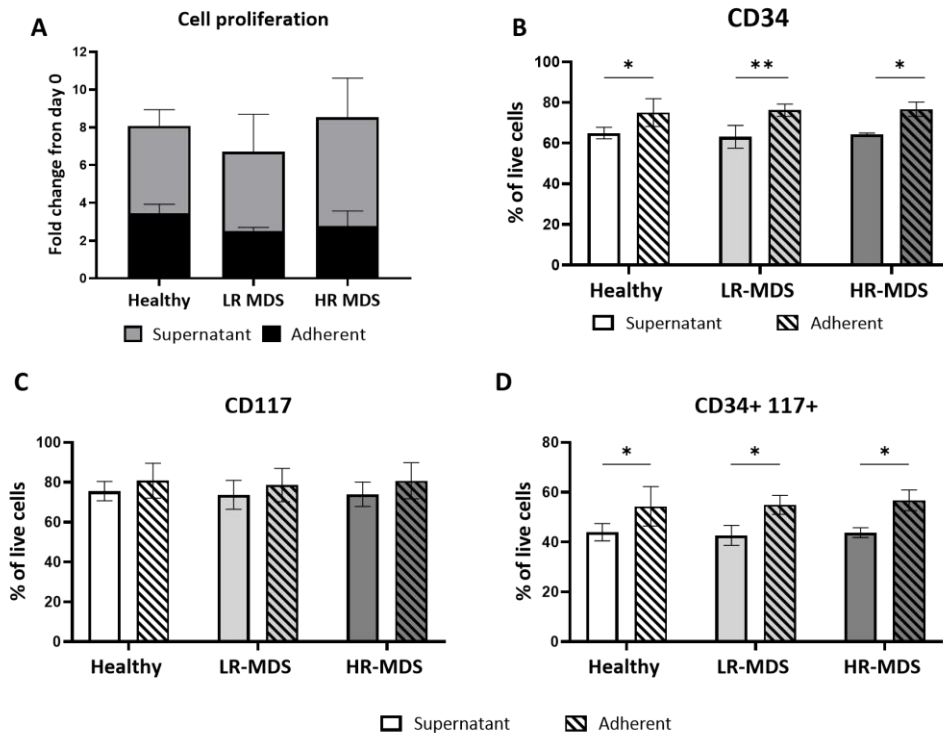 A
Cell proliferation
Fold change fron day 0
12
10
8
6
4
2
0
Healthy LR MDS HR MDS
Supernatant Adherent
B
CD34
% of live cells
100
80
60
40
20
0
* ** *
Healthy LR-MDS HR-MDS
Supernatant Adherent
C
CD117
% of live cells
100
80
60
40
20
0
Healthy LR-MDS HR-MDS
D
CD34+ 117+
% of live cells
80
60
40
20
0
* * *
Healthy LR-MDS HR-MDS
Supernatant Adherent